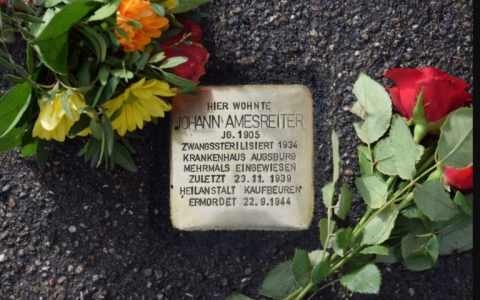 HIER WOHNTE
JOHANN AMESREITER
JG. 1905
ZWANGSSTERILISIERT 1934
KRANKENHAUS AUGSBURG
MEHRMALS EINGEWIESEN
ZULETZT 23.11.1939
HEILANSTALT KAUFBEUREN
ERMORDET 22.9.1944